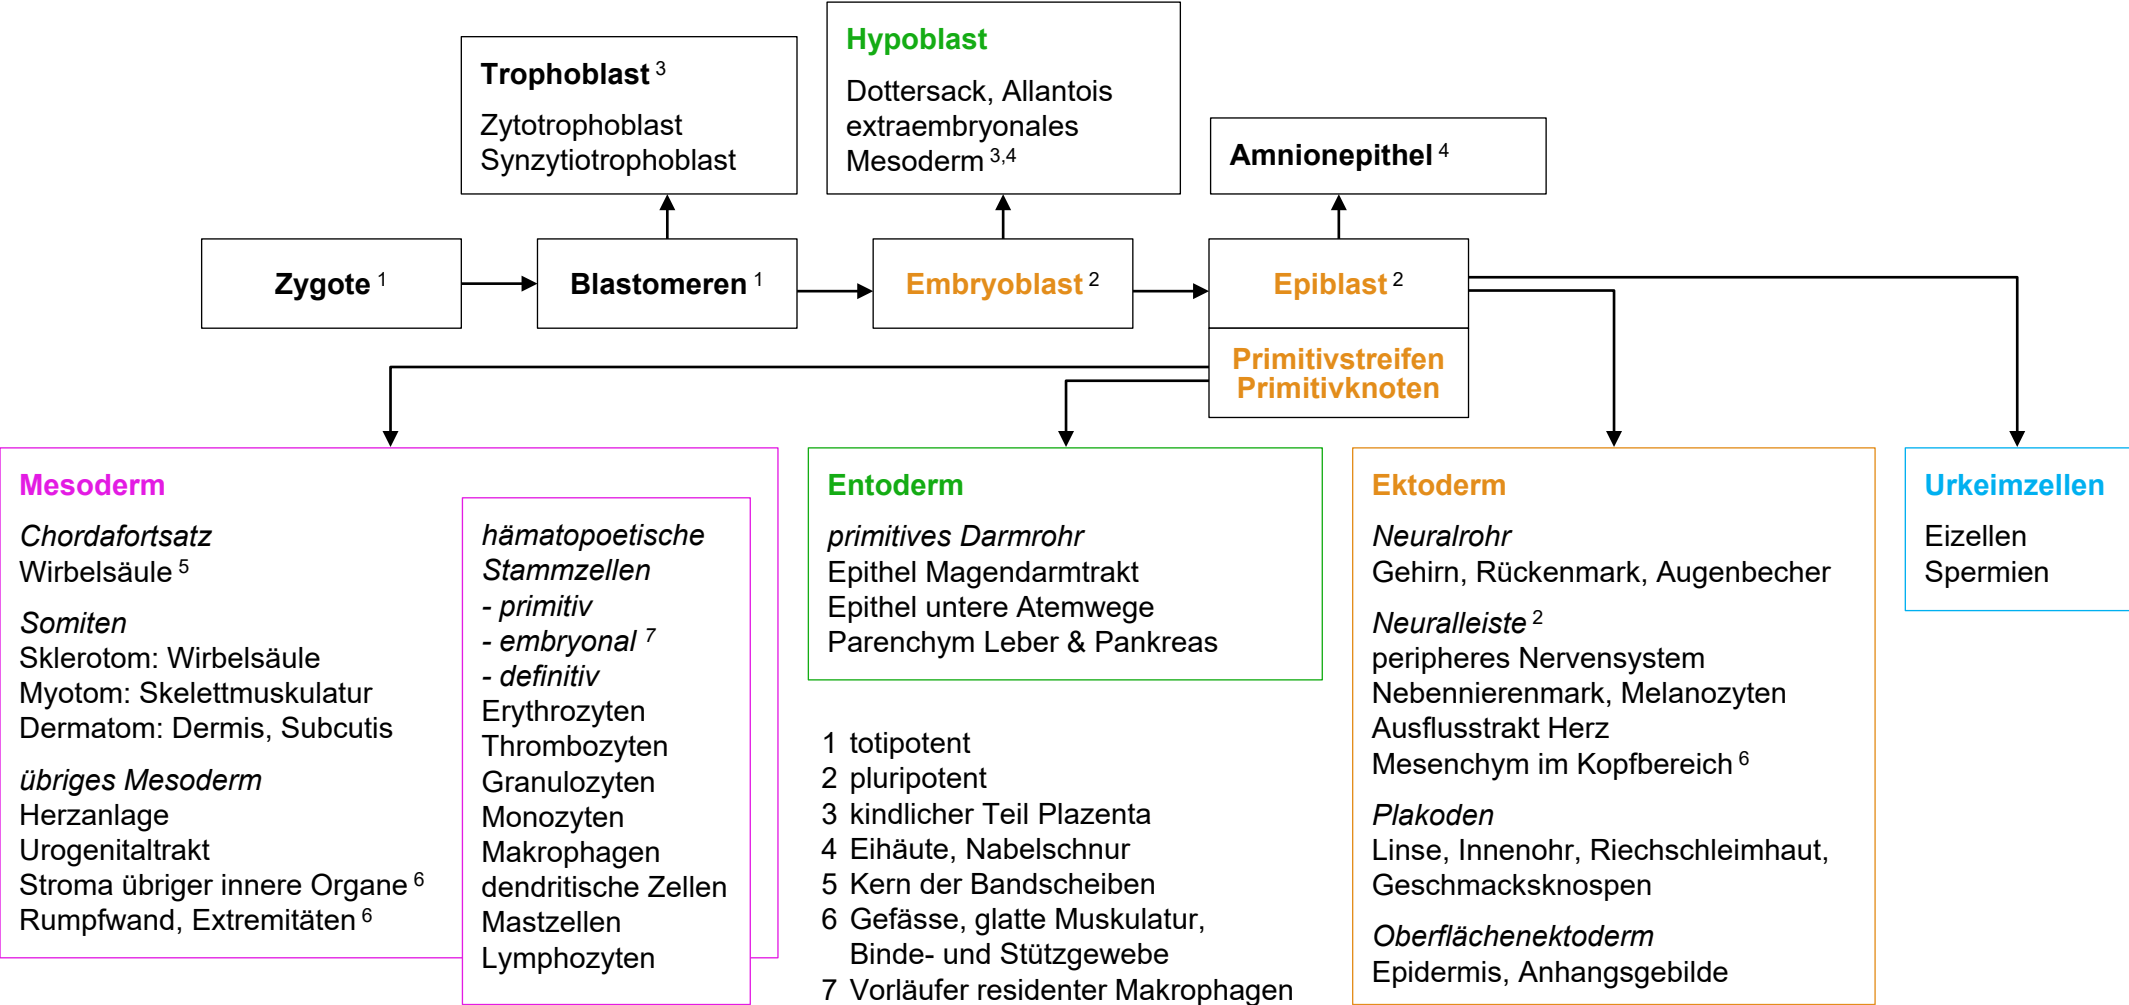 Trophoblast 3
Zytotrophoblast
Synzytiotrophoblast
Hypoblast
Dottersack, Allantois
extraembryonales
Mesoderm 3,4
Amnionepithel 4
Zygote 1
Blastomeren 1
Embryoblast 2
Epiblast 2
Primitivstreifen
Primitivknoten
Mesoderm
Chordafortsatz
Wirbelsäule 5
Somiten
Sklerotom: Wirbelsäule
Myotom: Skelettmuskulatur
Dermatom: Dermis, Subcutis
übriges Mesoderm
Herzanlage
Urogenitaltrakt
Stroma übriger innere Organe 6
Rumpfwand, Extremitäten 6
hämatopoetische
Stammzellen
- primitiv
- embryonal 7
- definitiv
Erythrozyten
Thrombozyten
Granulozyten
Monozyten
Makrophagen
dendritische Zellen
Mastzellen
Lymphozyten
Entoderm
primitives Darmrohr
Epithel Magendarmtrakt
Epithel untere Atemwege
Parenchym Leber & Pankreas
1 totipotent
2 pluripotent
3 kindlicher Teil Plazenta
4 Eihäute, Nabelschnur
5 Kern der Bandscheiben
6 Gefässe, glatte Muskulatur,
Binde- und Stützgewebe
7 Vorläufer residenter Makrophagen
Ektoderm
Neuralrohr
Gehirn, Rückenmark, Augenbecher
Neuralleiste 2
peripheres Nervensystem
Nebennierenmark, Melanozyten
Ausflusstrakt Herz
Mesenchym im Kopfbereich 6
Plakoden
Linse, Innenohr, Riechschleimhaut,
Geschmacksknospen
Oberflächenektoderm
Epidermis, Anhangsgebilde
Urkeimzellen
Eizellen
Spermien